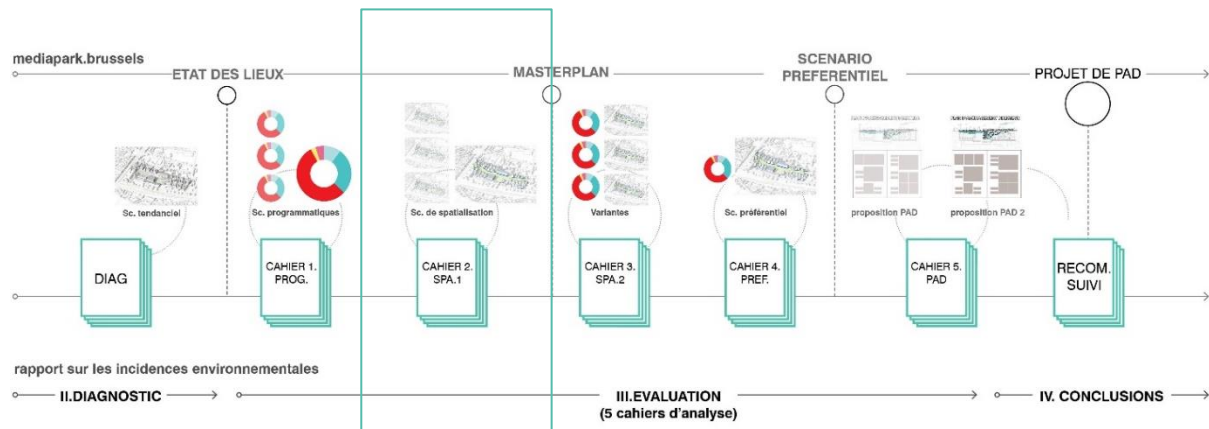 mediapark.brussels
ETAT DES LIEUX
MASTERPLAN
SCENARIO
PREFERENTIEL
PROJET DE PAD
Sc. tendanciel
Sc. programmatiques
Sc. de spatialisation
Variantes
Sc. préférentiel
proposition PAD
proposition PAD 2
DIAG
CAHIER 1.
PROG.
CAHIER 2.
SPA.1
CAHIER 3.
SPA.2
CAHIER 4.
PREF.
CAHIER 5.
PAD
RECOM.
SUIVI
rapport sur les incidences environnementales
II.DIAGNOSTIC
III.EVALUATION
(5 cahiers d'analyse)
IV. CONCLUSIONS